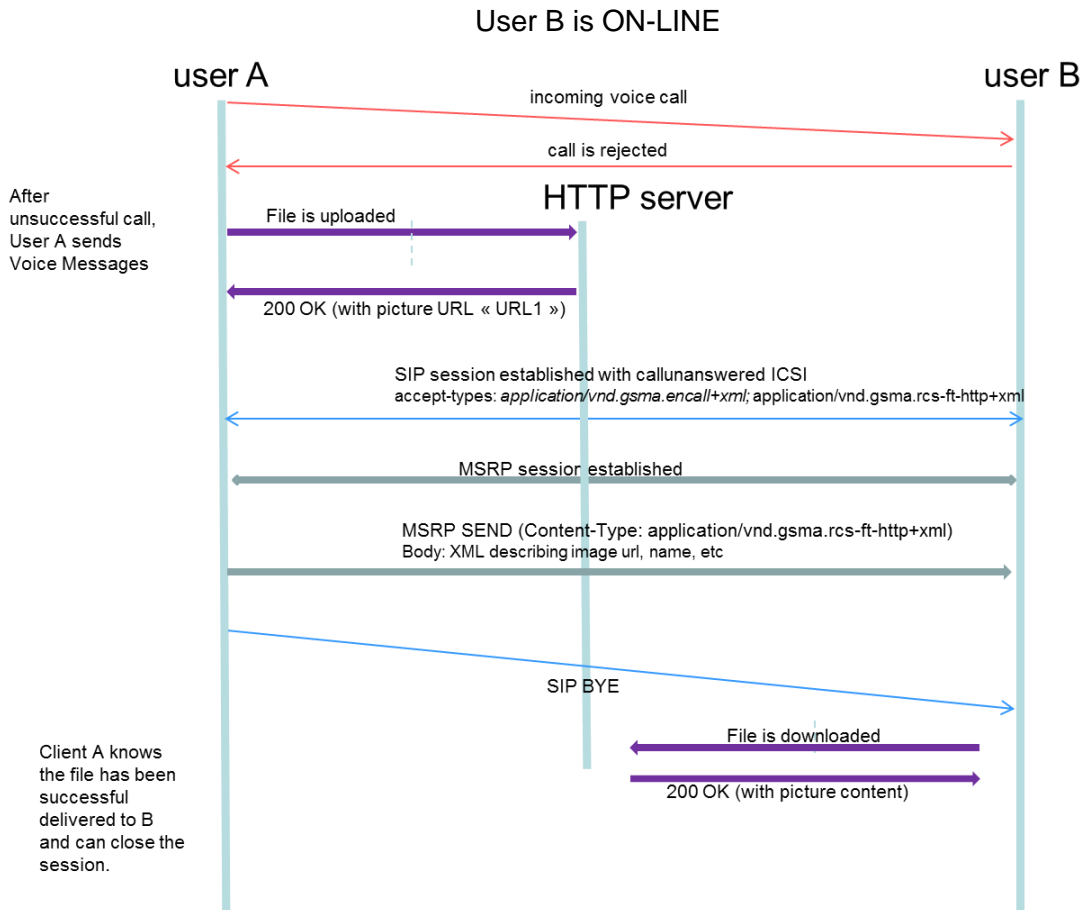 User B is ON-LINE
user A
user B
incoming voice call
call is rejected
After
unsuccessful call,
User A sends
Voice Messages
HTTP server
File is uploaded
200 OK (with picture URL « URL1 »)
SIP session established with callunanswered ICSI
accept-types: application/vnd.gsma.encall+xml; application/vnd.gsma.rcs-ft-http+xml
MSRP session established
MSRP SEND (Content-Type: application/vnd.gsma.rcs-ft-http+xml)
Body: XML describing image url, name, etc
SIP BYE
File is downloaded
200 OK (with picture content)
Client A knows
the file has been
successful
delivered to B
and can close the
session.